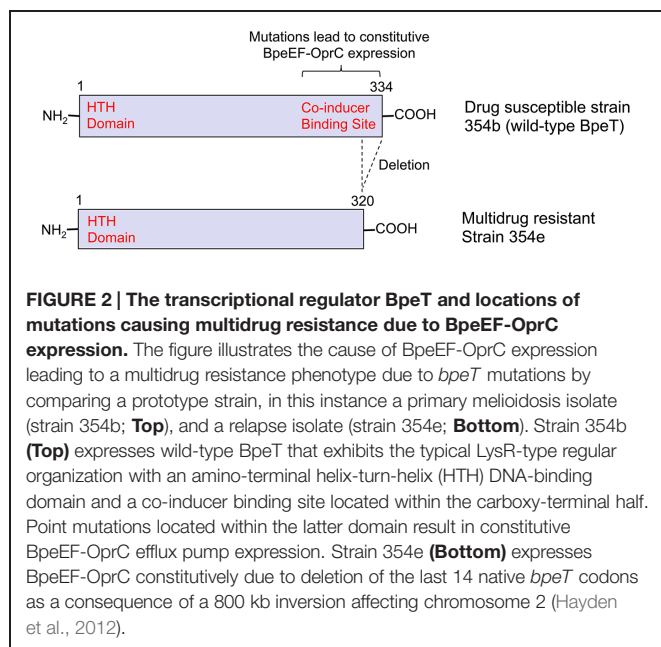 Mutations lead to constitutive
BpeEF-OprC expression
1
334
NH2
HTH
Domain
Co-inducer
Binding Site
COOH
Drug susceptible strain
354b (wild-type BpeT)
Deletion
1
320
NH2
HTH
Domain
COOH
Multidrug resistant
Strain 354e
FIGURE 2 | The transcriptional regulator BpeT and locations of
mutations causing multidrug resistance due to BpeEF-OprC
expression. The figure illustrates the cause of BpeEF-OprC expression
leading to a multidrug resistance phenotype due to bpeT mutations by
comparing a prototype strain, in this instance a primary melioidosis isolate
(strain 354b; Top), and a relapse isolate (strain 354e; Bottom). Strain 354b
(Top) expresses wild-type BpeT that exhibits the typical LysR-type regular
organization with an amino-terminal helix-turn-helix (HTH) DNA-binding
domain and a co-inducer binding site located within the carboxy-terminal half.
Point mutations located within the latter domain result in constitutive
BpeEF-OprC efflux pump expression. Strain 354e (Bottom) expresses
BpeEF-OprC constitutively due to deletion of the last 14 native bpeT codons
as a consequence of a 800 kb inversion affecting chromosome 2 (Hayden
et al., 2012).